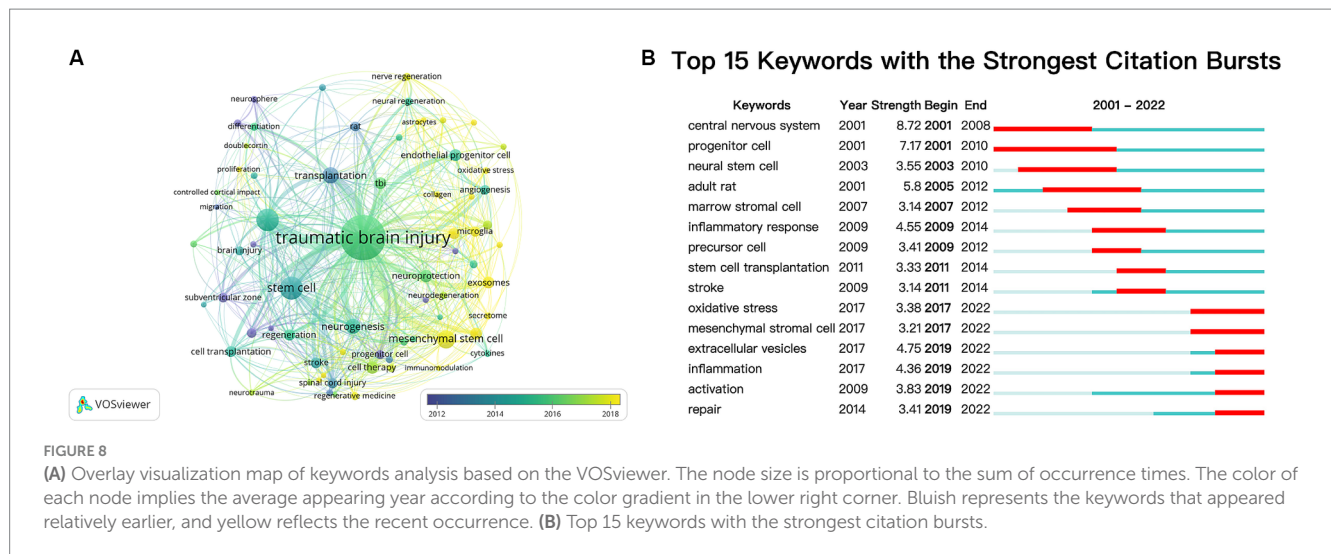 A
nerve regeneration
neurosphere
neural regeneration
differentiation
rat
astrocytes
doublecortin
endothelial progenitor cell
proliferation
transplantation
oxidative stress
tbi
controlled cortical impact
collagen
angiogenesis
migration
traumatic brain injury
microglia
brain injury
neuroprotection
exosomes
stem cell
subventricular zone
neurodegeneration
secretome
neurogenesis
regeneration
mesenchymal stem cell
cell transplantation
progenitor cell
cytokines
stroke
cell therapy
immunomodulation
spinal cord injury
neurotrauma
regenerative medicine
VOSviewer
2012 2014 2016 2018
B Top 15 Keywords with the Strongest Citation Bursts
Keywords Year Strength Begin End 2001 – 2022
central nervous system 2001 8.72 2001 2008
progenitor cell 2001 7.17 2001 2010
neural stem cell 2003 3.55 2003 2010
adult rat 2001 5.8 2005 2012
marrow stromal cell 2007 3.14 2007 2012
inflammatory response 2009 4.55 2009 2014
precursor cell 2009 3.41 2009 2012
stem cell transplantation 2011 3.33 2011 2014
stroke 2009 3.14 2011 2014
oxidative stress 2017 3.38 2017 2022
mesenchymal stromal cell 2017 3.21 2017 2022
extracellular vesicles 2017 4.75 2019 2022
inflammation 2017 4.36 2019 2022
activation 2009 3.83 2019 2022
repair 2014 3.41 2019 2022
FIGURE 8
(A) Overlay visualization map of keywords analysis based on the VOSviewer. The node size is proportional to the sum of occurrence times. The color of
each node implies the average appearing year according to the color gradient in the lower right corner. Bluish represents the keywords that appeared
relatively earlier, and yellow reflects the recent occurrence. (B) Top 15 keywords with the strongest citation bursts.